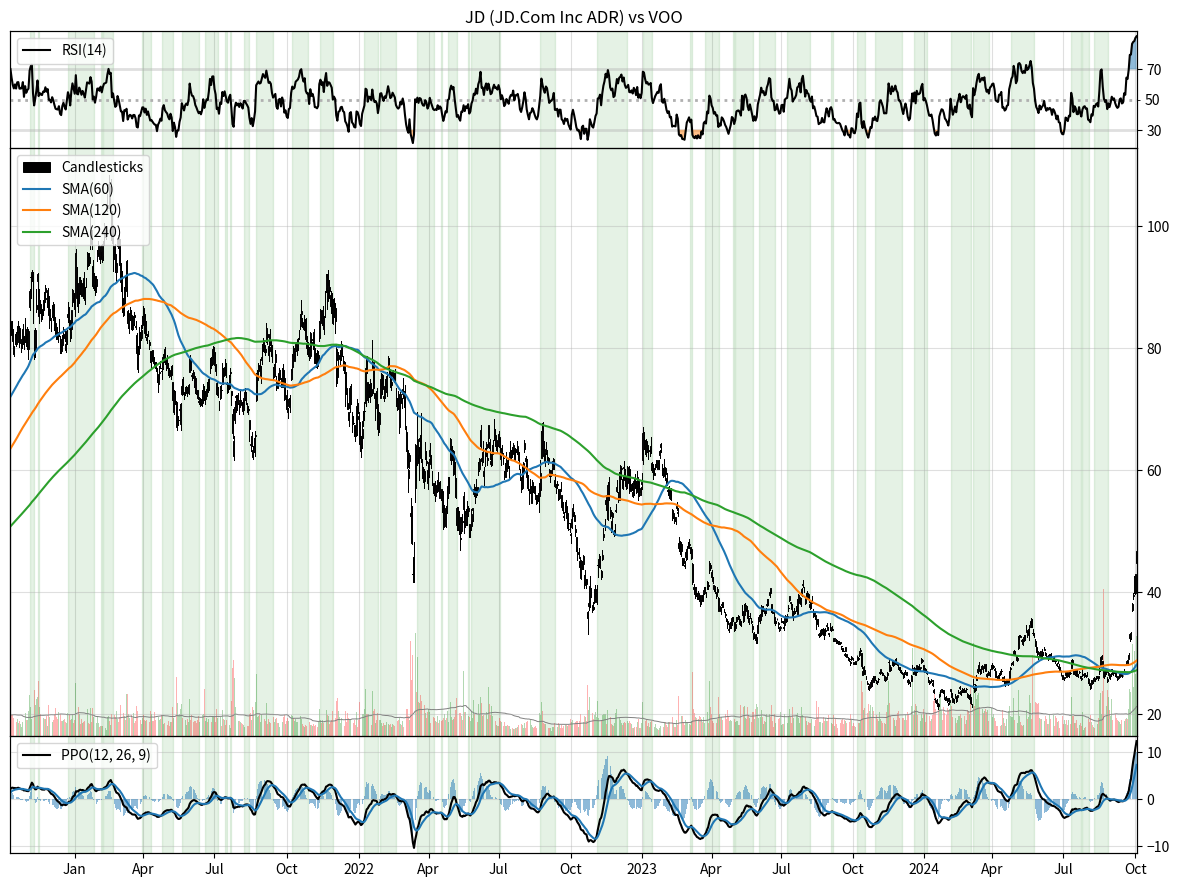 JD (JD.Com Inc ADR) vs VOO
RSI(14)
70
50
30
Candlesticks
SMA(60)
SMA(120)
SMA(240)
100
80
60
40
20
PPO(12, 26, 9)
10
0
−10
Jan Apr Jul Oct 2022 Apr Jul Oct 2023 Apr Jul Oct 2024 Apr Jul Oct